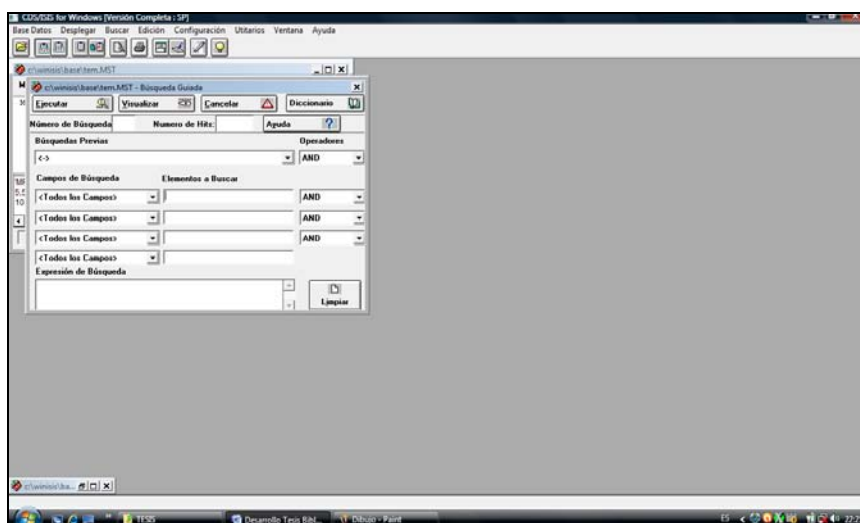 CDS/ISIS for Windows [Versión Completa : SP]
Base Datos Desplegar Buscar Edición Configuración Utitarios Ventana Ayuda
c:\winisis\base\tem.MST
c:\winisis\base\tem.MST - Búsqueda Guiada
Ejecutar Visualizar Cancelar Diccionario
Número de Búsqueda Numero de Hits: Ayuda
Búsquedas Previas Operadores
<-> AND
Campos de Búsqueda Elementos a Buscar
<Todos los Campos> AND
<Todos los Campos> AND
<Todos los Campos> AND
<Todos los Campos>
Expresión de Búsqueda
Limpiar
c:\winisis\ba...
TESIS Desarrollo Tesis Bibl... Dibujo - Paint ES